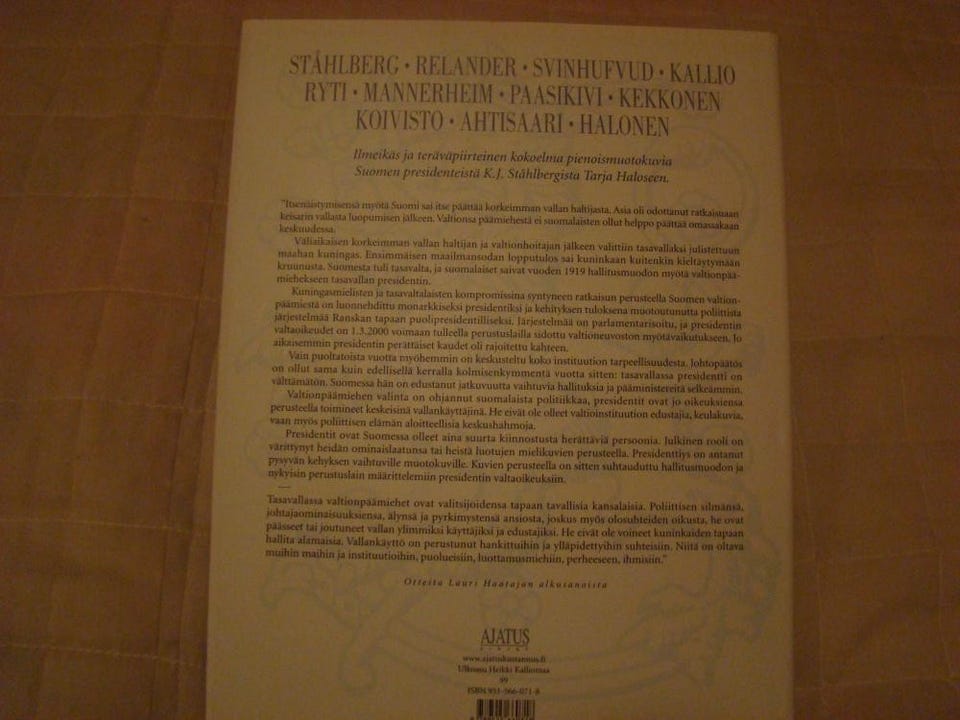 STÅHLBERG • RELANDER • SVINHUFVUD • KALLIO
RYTI • MANNERHEIM • PAASIKIVI • KEKKONEN
KOIVISTO • AHTISAARI • HALONEN
Ilmeikäs ja teräväpiirteinen kokoelma pienoismuotokuvia
Suomen presidenteistä K.J. Ståhlbergista Tarja Haloseen.
"Itsenäistymisensä myötä Suomi sai itse päättää korkeimman vallan haltijasta. Asia oli odottanut ratkaisuaan
keisarin vallasta luopumisen jälkeen. Valtionsa päämiehestä ei suomalaisten ollut helppo päättää omassakaan
keskuudessa.
Väliaikaisen korkeimman vallan haltijan ja valtionhoitajan jälkeen valittiin tasavallaksi julistettuun
maahan kuningas. Ensimmäisen maailmansodan lopputulos sai kuninkaan kuitenkin kieltäytymään
kruunusta. Suomesta tuli tasavalta, ja suomalaiset saivat vuoden 1919 hallitusmuodon myötä valtionpää-
miehekseen tasavallan presidentin.
Kuningasmielisten ja tasavaltalaisten kompromissina syntyneen ratkaisun perusteella Suomen valtion-
päämiestä on luonnehdittu monarkkiseksi presidentiksi ja kehityksen tuloksena muotoutunutta poliittista
järjestelmää Ranskan tapaan puolipresidentilliseksi. Järjestelmää on parlamentarisoitu, ja presidentin
valtaoikeudet on 1.3.2000 voimaan tulleella perustuslailla sidottu valtioneuvoston myötävaikutukseen. Jo
aikaisemmin presidentin perättäiset kaudet oli rajoitettu kahteen.
Vain puoltatoista vuotta myöhemmin on keskusteltu koko instituution tarpeellisuudesta. Johtopäätös
on ollut sama kuin edellisellä kerralla kolmisenkymmentä vuotta sitten: tasavallassa presidentti on
välttämätön. Suomessa hän on edustanut jatkuvuutta vaihtuvia hallituksia ja pääministereitä selkeämmin.
Valtionpäämiehen valinta on ohjannut suomalaista politiikkaa, presidentit ovat jo oikeuksiensa
perusteella toimineet keskeisinä vallankäyttäjinä. He eivät ole olleet valtioinstituution edustajia, keulakuvia,
vaan myös poliittisen elämän aloitteellisia keskushahmoja.
Presidentit ovat Suomessa olleet aina suurta kiinnostusta herättäviä persoonia. Julkinen rooli on
värittynyt heidän ominaislaatunsa tai heistä luotujen mielikuvien perusteella. Presidenttiys on antanut
pysyvän kehyksen vaihtuville muotokuville. Kuvien perusteella on sitten suhtauduttu hallitusmuodon ja
nykyisin perustuslain määrittelemiin presidentin valtaoikeuksiin.
—
Tasavallassa valtionpäämiehet ovat valitsijoidensa tapaan tavallisia kansalaisia. Poliittisen silmänsä,
johtajaominaisuuksiensa, älynsä ja pyrkimystensä ansiosta, joskus myös olosuhteiden oikusta, he ovat
päässeet tai joutuneet vallan ylimmiksi käyttäjiksi ja edustajiksi. He eivät ole voineet kuninkaiden tapaan
hallita alamaisia. Vallankäyttö on perustunut hankittuihin ja ylläpidettyihin suhteisiin. Niitä on oltava
muihin maihin ja instituutioihin, puolueisiin, luottamusmiehiin, perheeseen, ihmisiin."
Otteita Lauri Haatajan alkusanoista
AJATUS
KIRJAT
www.ajatuskustannus.fi
Ulkoasu Heikki Kalliomaa
99
ISBN 951-566-071-8